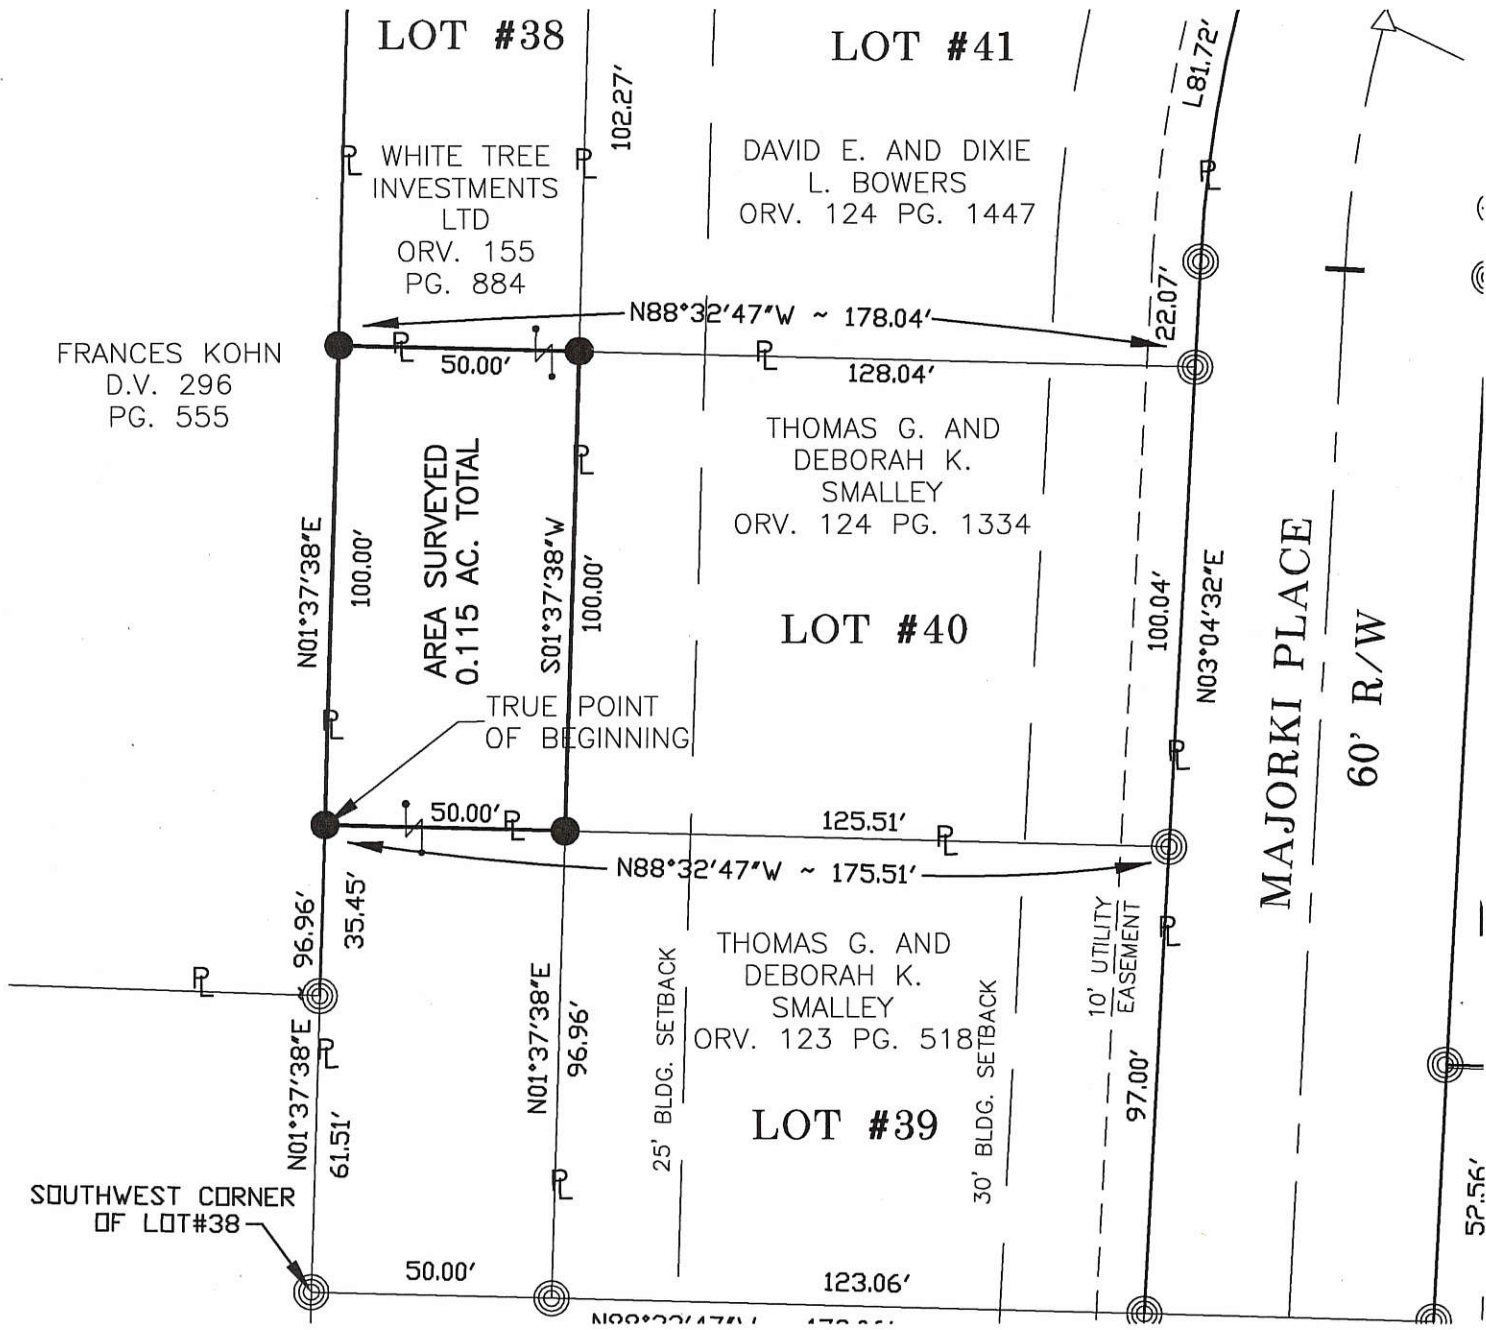 LOT #38
LOT #41
102.27'
L81.72'
WHITE TREE
INVESTMENTS
LTD
ORV. 155
PG. 884
DAVID E. AND DIXIE
L. BOWERS
ORV. 124 PG. 1447
22.07'
N88°32'47"W ~ 178.04'
FRANCES KOHN
D.V. 296
PG. 555
50.00'
128.04'
THOMAS G. AND
DEBORAH K.
SMALLEY
ORV. 124 PG. 1334
N01°37'38"E
100.00'
AREA SURVEYED
0.115 AC. TOTAL
S01°37'38"W
100.00'
LOT #40
100.04'
N03°04'32"E
MAJORKI PLACE
60' R/W
TRUE POINT
OF BEGINNING
50.00'
125.51'
N88°32'47"W ~ 175.51'
96.96'
35.45'
THOMAS G. AND
DEBORAH K.
SMALLEY
ORV. 123 PG. 518
25' BLDG. SETBACK
30' BLDG. SETBACK
10' UTILITY
EASEMENT
N01°37'38"E
61.51'
N01°37'38"E
96.96'
LOT #39
97.00'
52.56'
SOUTHWEST CORNER
OF LOT#38
50.00'
123.06'